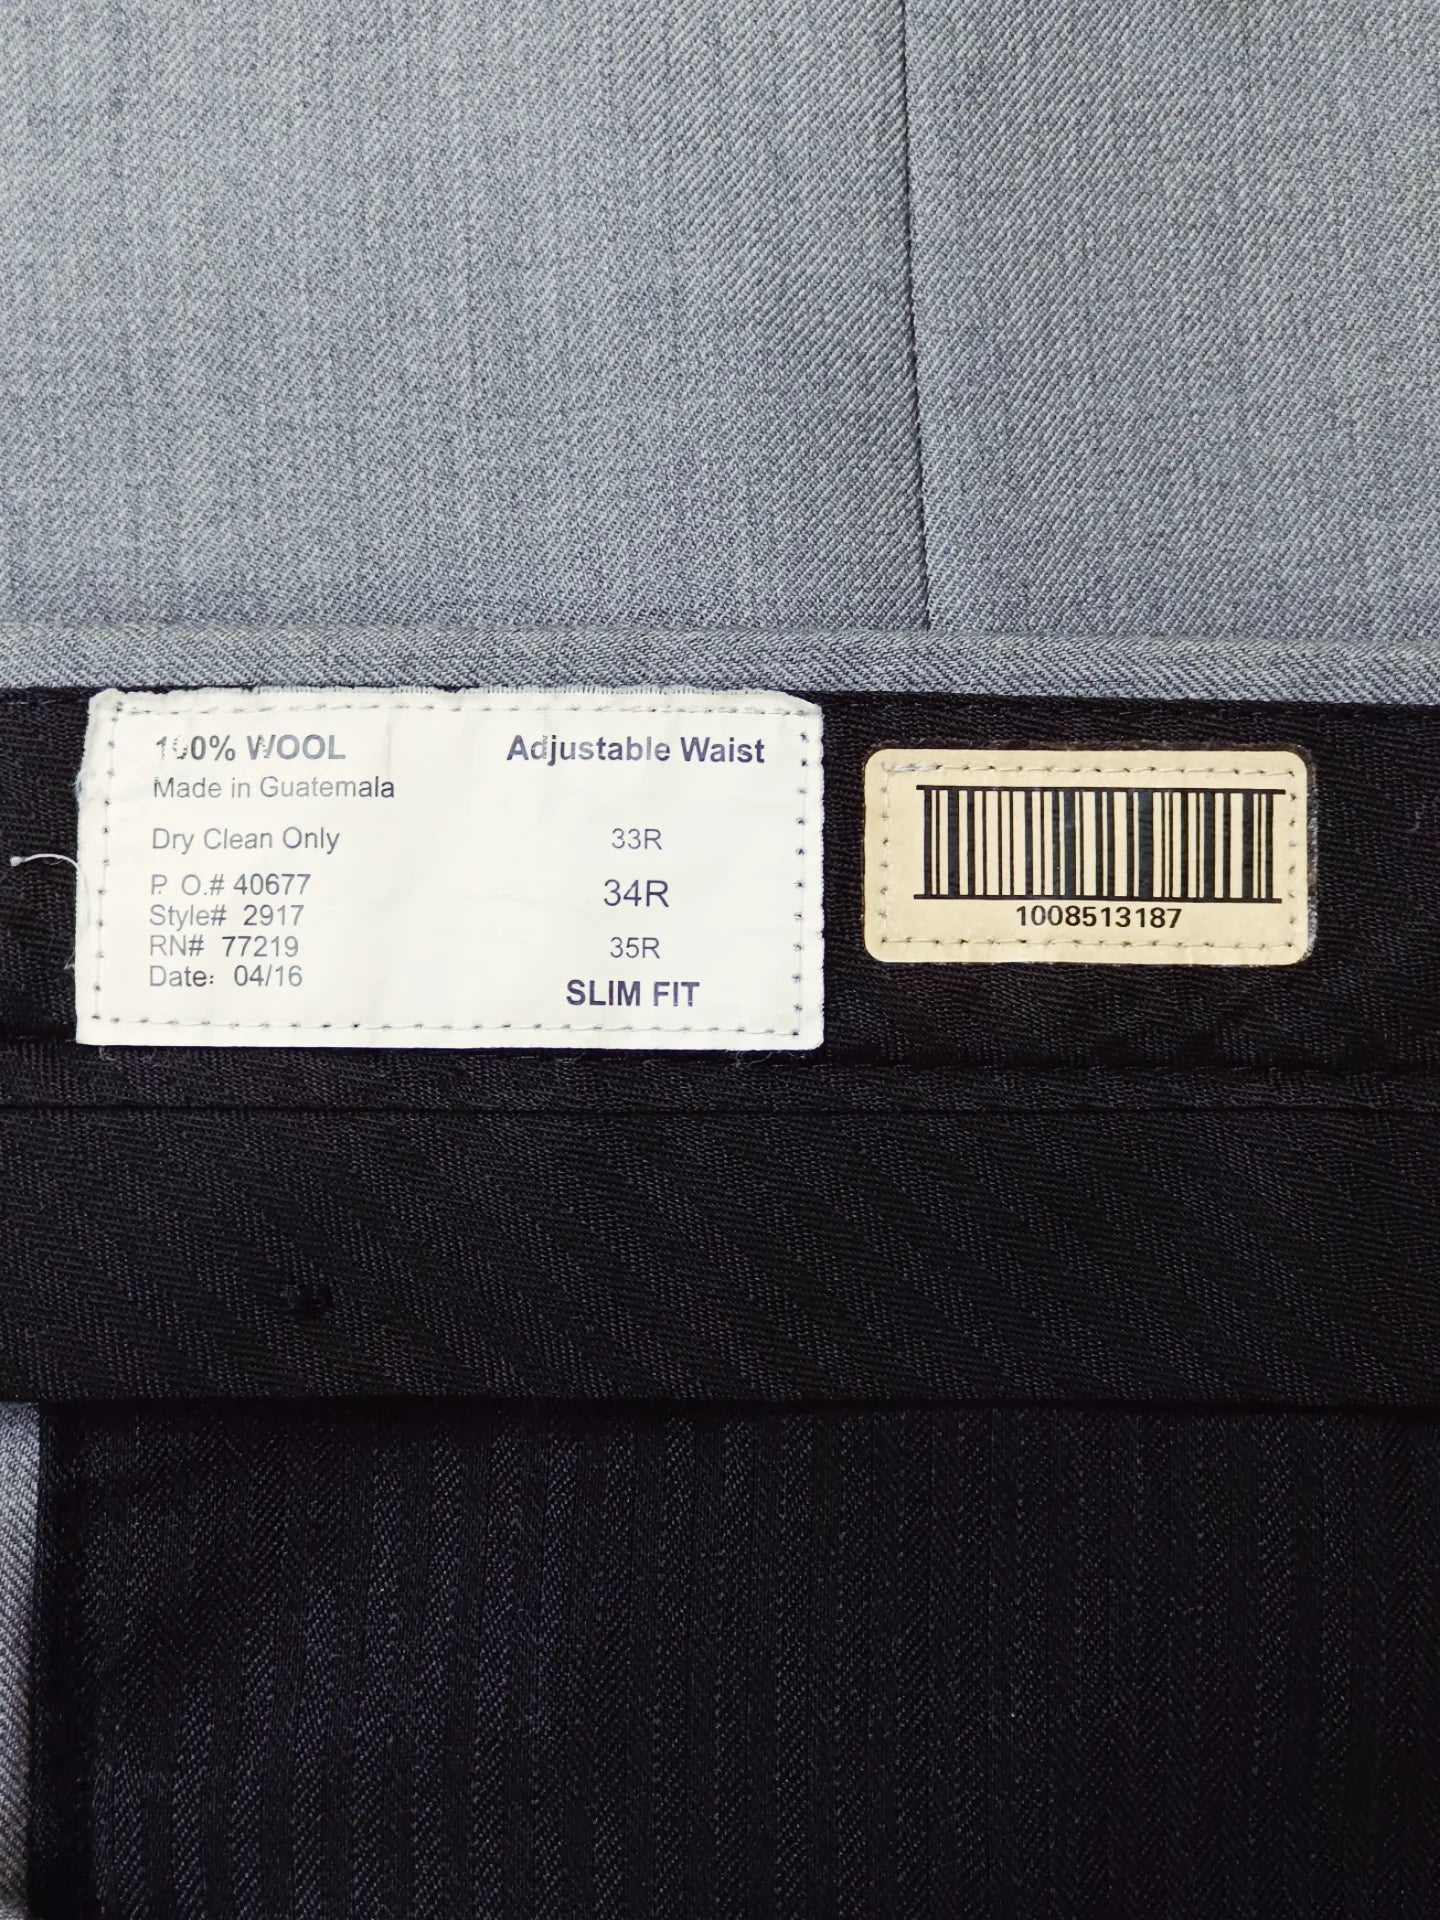 100% WOOL
Made in Guatemala
Dry Clean Only
P. O.# 40677
Style# 2917
RN# 77219
Date: 04/16
Adjustable Waist
33R
34R
35R
SLIM FIT
1008513187